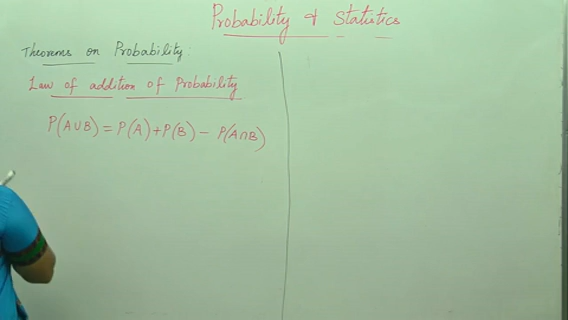 Probability & Statistics
Theorems on Probability:
Law of addition of Probability
P(A∪B) = P(A)+P(B) - P(A∩B)